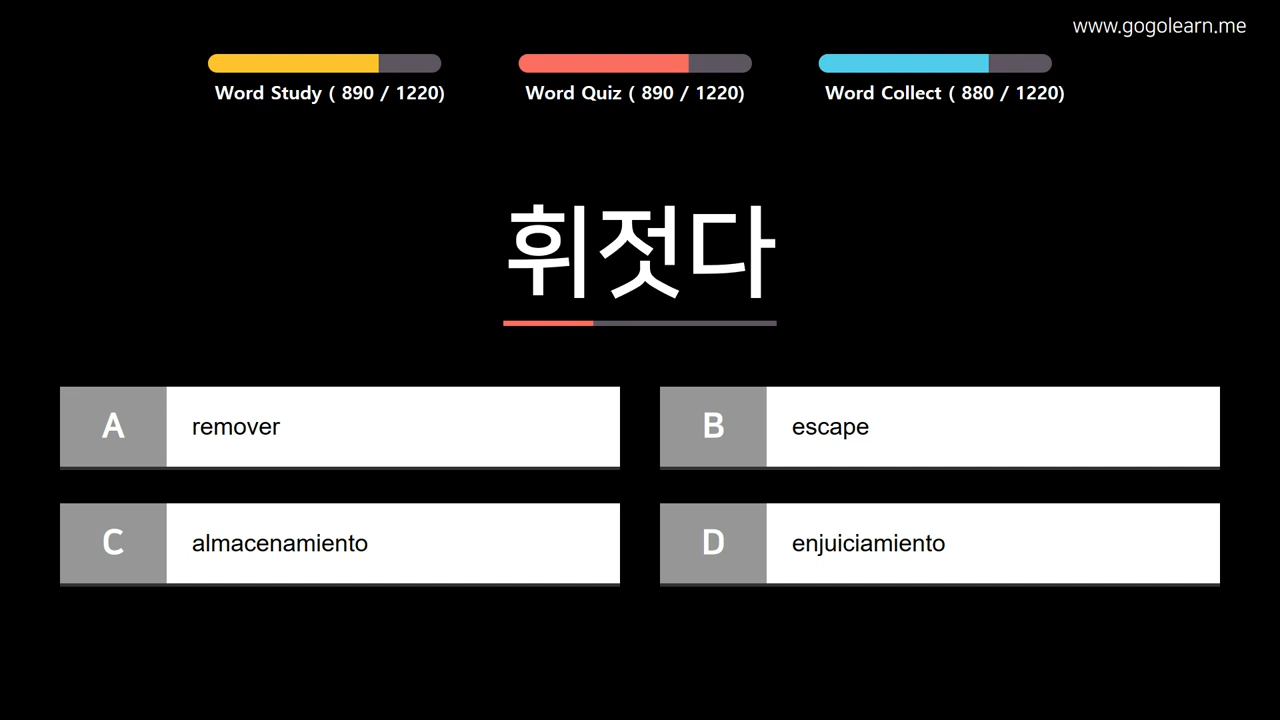 www.gogolearn.me
Word Study ( 890 / 1220)
Word Quiz ( 890 / 1220)
Word Collect ( 880 / 1220)
휘젓다
A remover
B escape
C almacenamiento
D enjuiciamiento